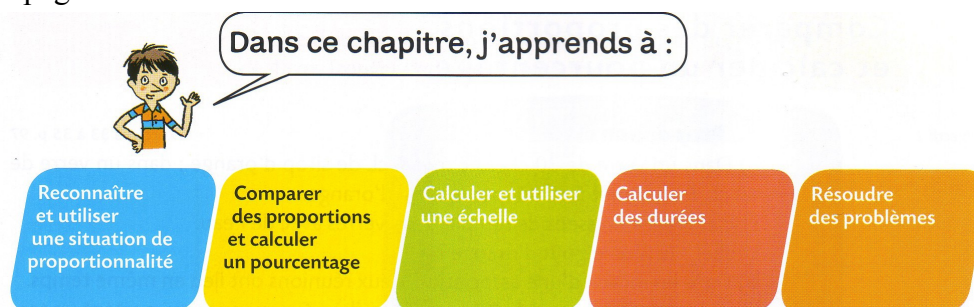 Dans ce chapitre, j'apprends à :
Reconnaître
et utiliser
une situation de
proportionnalité
Comparer
des proportions
et calculer
un pourcentage
Calculer et utiliser
une échelle
Calculer
des durées
Résoudre
des problèmes